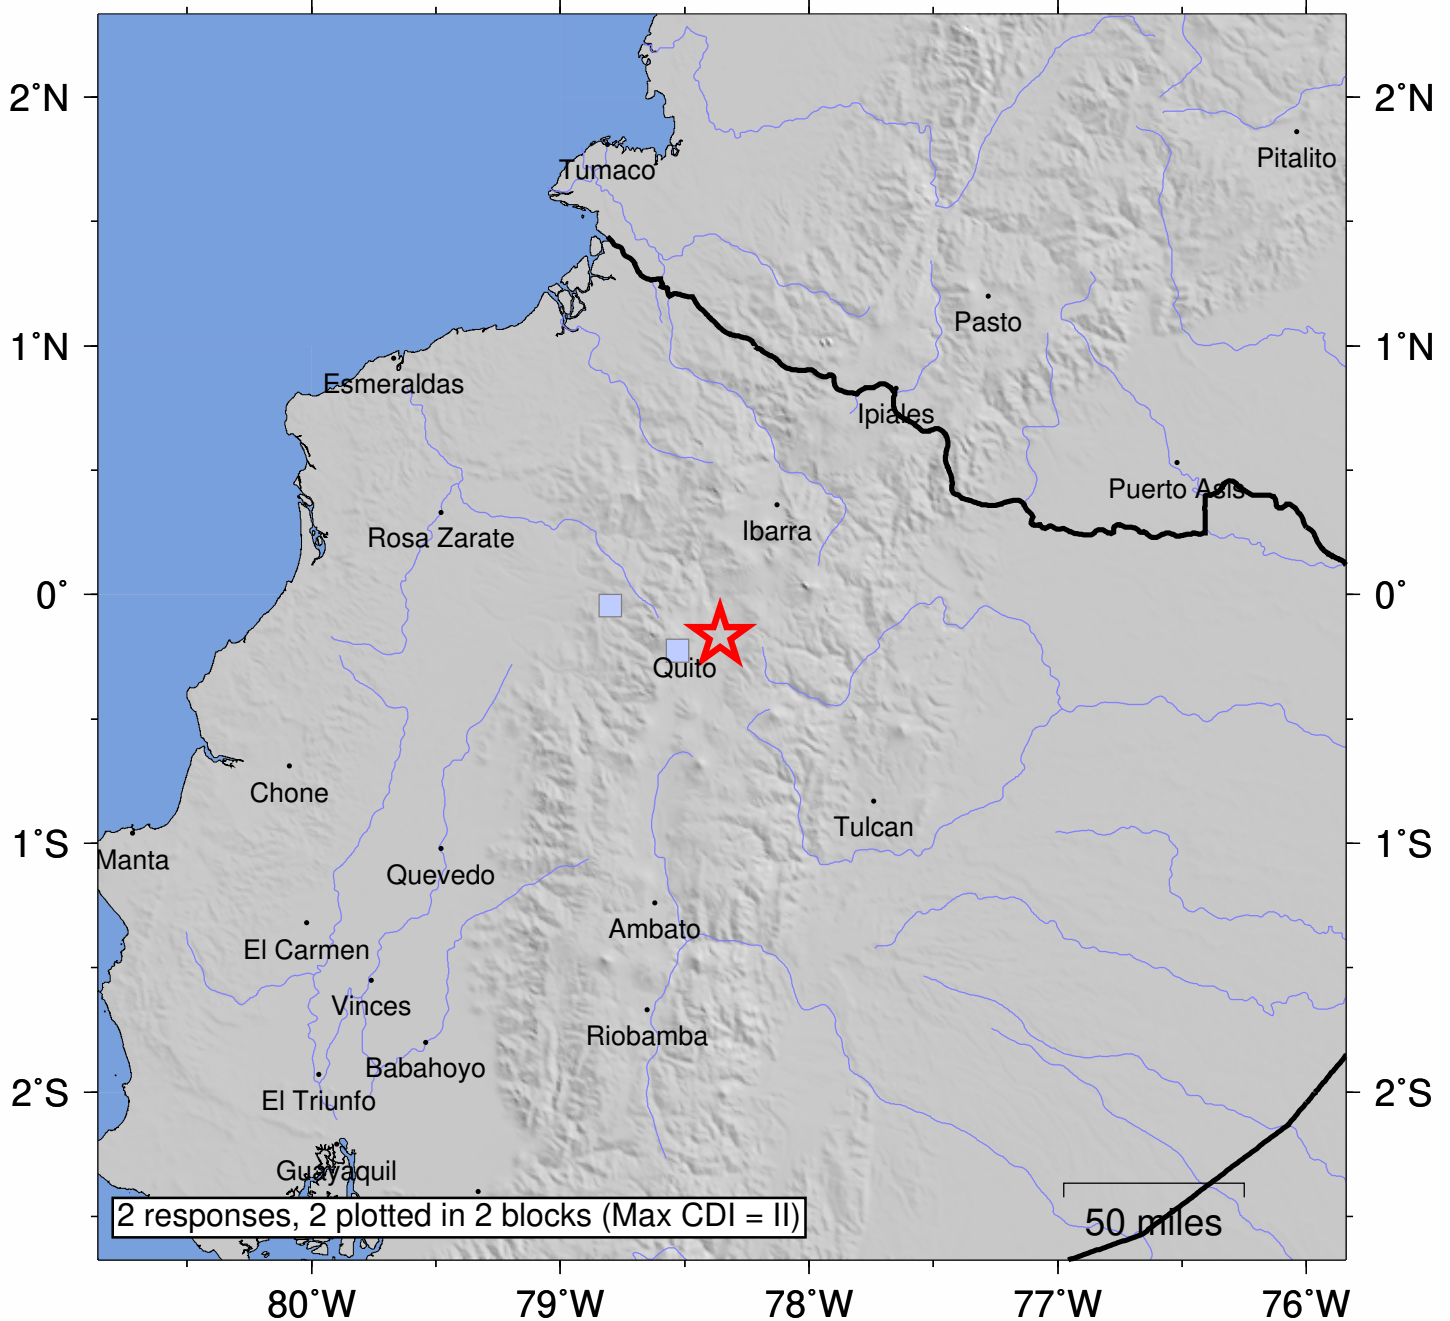 2˚N
2˚N
Pitalito
Tumaco
Pasto
1˚N
1˚N
Esmeraldas
Ipiales
Puerto Asis
Rosa Zarate
Ibarra
0˚
0˚
Quito
Chone
Tulcan
1˚S
1˚S
Manta
Quevedo
Ambato
El Carmen
Vinces
Riobamba
Babahoyo
2˚S
2˚S
El Triunfo
Guayaquil
2 responses, 2 plotted in 2 blocks (Max CDI = II)
50 miles
80˚W
79˚W
78˚W
77˚W
76˚W